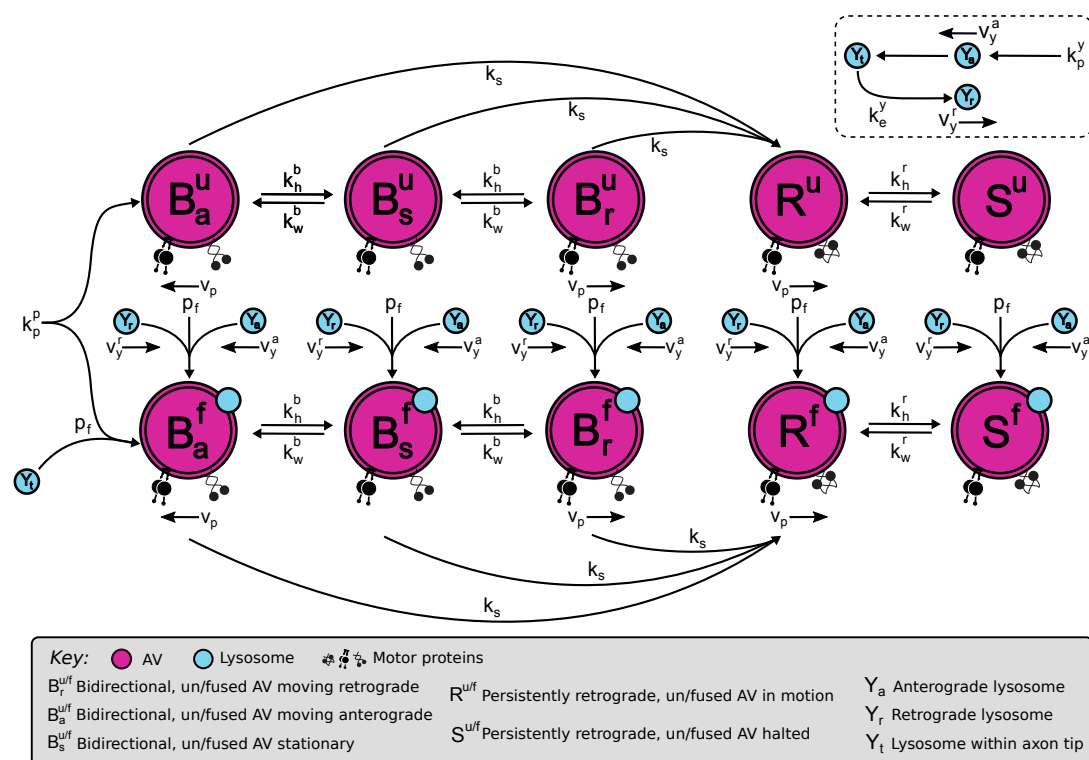 v_y^a
Y_t Y_a k_p^y
k_e^y Y_r
v_y^r
k_s
k_s
k_s
B_a^u k_h^b k_w^b B_s^u k_h^b k_w^b B_r^u R^u k_h^r k_w^r S^u
v_p v_p v_p
k_p^p
p_f p_f p_f p_f
Y_r Y_a Y_r Y_a Y_r Y_a Y_r Y_a Y_r Y_a
v_y^r v_y^a v_y^r v_y^a v_y^r v_y^a v_y^r v_y^a v_y^r v_y^a
p_f
B_a^f k_h^b k_w^b B_s^f k_h^b k_w^b B_r^f R^f k_h^r k_w^r S^f
Y_t
v_p v_p v_p
k_s
k_s
k_s
Key: AV Lysosome Motor proteins
B_r^{u/f} Bidirectional, un/fused AV moving retrograde
B_a^{u/f} Bidirectional, un/fused AV moving anterograde
B_s^{u/f} Bidirectional, un/fused AV stationary
R^{u/f} Persistently retrograde, un/fused AV in motion
S^{u/f} Persistently retrograde, un/fused AV halted
Y_a Anterograde lysosome
Y_r Retrograde lysosome
Y_t Lysosome within axon tip